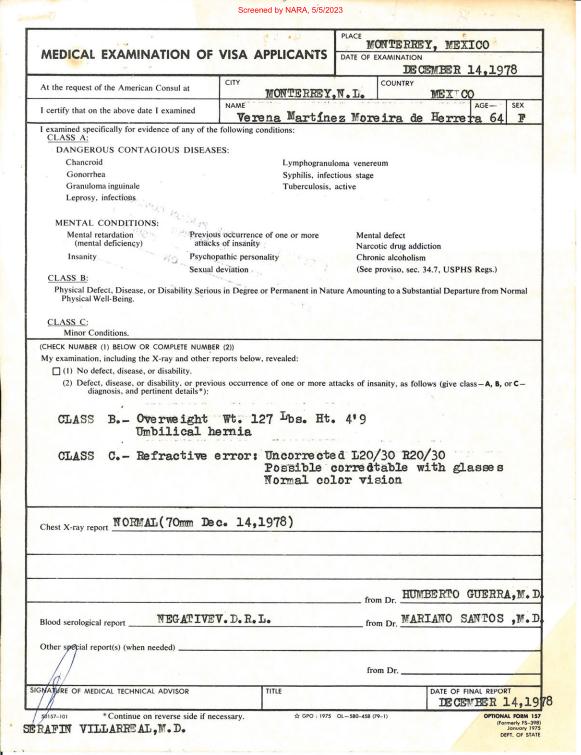 Screened by NARA, 5/5/2023
MEDICAL EXAMINATION OF VISA APPLICANTS
PLACE
MONTERREY, MEXICO
DATE OF EXAMINATION
DECEMBER 14,1978
At the request of the American Consul at
CITY
MONTERREY,N.L.
COUNTRY
MEXICO
I certify that on the above date I examined
NAME
Verena Martínez Moreira de Herrera
AGE—
64
SEX
F
I examined specifically for evidence of any of the following conditions:
CLASS A:
DANGEROUS CONTAGIOUS DISEASES:
Chancroid
Gonorrhea
Granuloma inguinale
Leprosy, infections
Lymphogranuloma venereum
Syphilis, infectious stage
Tuberculosis, active
MENTAL CONDITIONS:
Mental retardation
(mental deficiency)
Insanity
Previous occurrence of one or more
attacks of insanity
Psychopathic personality
Sexual deviation
Mental defect
Narcotic drug addiction
Chronic alcoholism
(See proviso, sec. 34.7, USPHS Regs.)
CLASS B:
Physical Defect, Disease, or Disability Serious in Degree or Permanent in Nature Amounting to a Substantial Departure from Normal
Physical Well-Being.
CLASS C:
Minor Conditions.
(CHECK NUMBER (1) BELOW OR COMPLETE NUMBER (2))
My examination, including the X-ray and other reports below, revealed:
(1) No defect, disease, or disability.
(2) Defect, disease, or disability, or previous occurrence of one or more attacks of insanity, as follows (give class—A, B, or C—
diagnosis, and pertinent details*):
CLASS B.- Overweight Wt. 127 Lbs. Ht. 4'9
Umbilical hernia
CLASS C.- Refractive error: Uncorrected L20/30 R20/30
Possible corredtable with glasses
Normal color vision
Chest X-ray report NORMAL(70mm Dec. 14,1978)
from Dr. HUMBERTO GUERRA,M.D.
Blood serological report NEGATIVEV.D.R.L. from Dr. MARIANO SANTOS ,M.D.
Other special report(s) (when needed)
from Dr.
SIGNATURE OF MEDICAL TECHNICAL ADVISOR
TITLE
DATE OF FINAL REPORT
DECEMBER 14,1978
50157-101
*Continue on reverse side if necessary.
☆ GPO : 1975 OL—580-458 (79-1)
OPTIONAL FORM 157
(Formerly FS-398)
January 1975
DEPT. OF STATE
SERAFIN VILLARREAL,M.D.